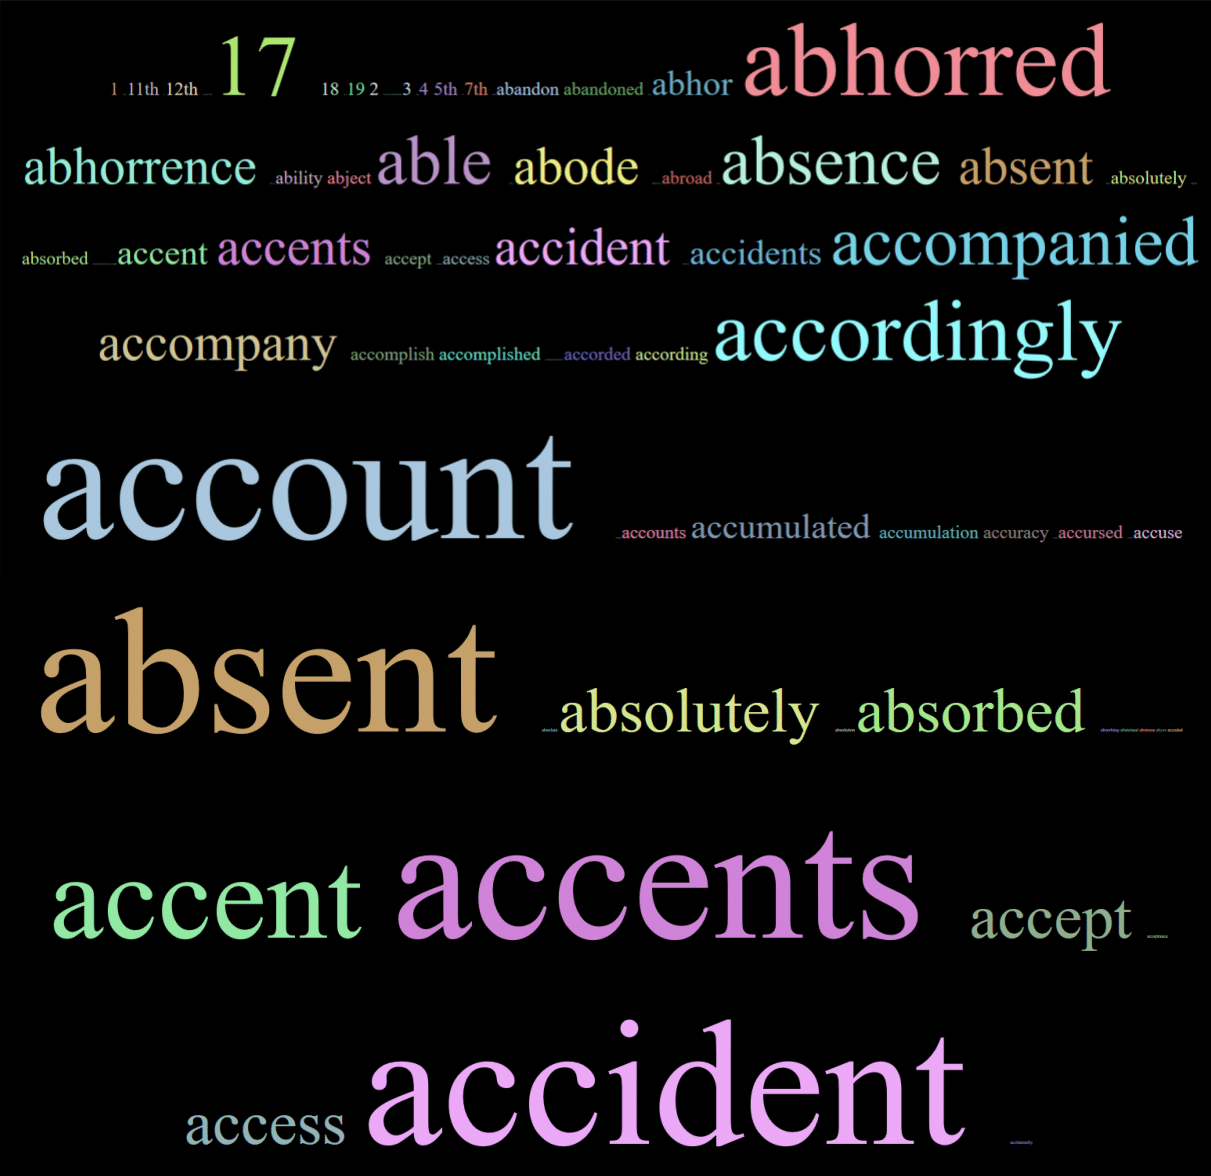 1 11th 12th 17 18 19 2 3 4 5th 7th abandon abandoned abhor abhorred
abhorrence ability abject able abode abroad absence absent absolutely
absorbed accent accents accept access accident accidents accompanied
accompany accomplish accomplished accorded according accordingly
account accounts accumulated accumulation accuracy accursed accuse
absent absolutely absorbed
accent accents accept
access accident